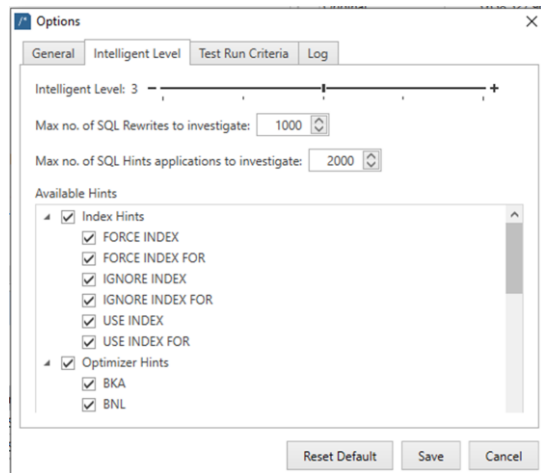 Options
General Intelligent Level Test Run Criteria Log
Intelligent Level: 3
Max no. of SQL Rewrites to investigate: 1000
Max no. of SQL Hints applications to investigate: 2000
Available Hints
Index Hints
FORCE INDEX
FORCE INDEX FOR
IGNORE INDEX
IGNORE INDEX FOR
USE INDEX
USE INDEX FOR
Optimizer Hints
BKA
BNL
Reset Default Save Cancel